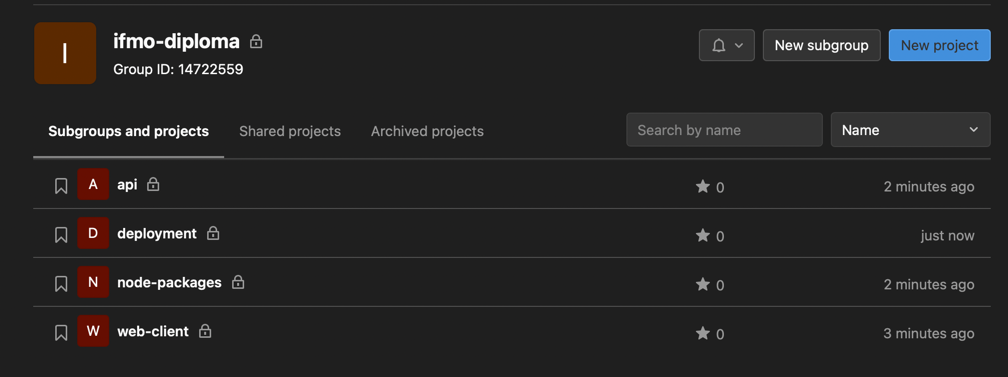 I
ifmo-diploma
Group ID: 14722559
New subgroup
New project
Subgroups and projects
Shared projects
Archived projects
Search by name
Name
A api 0 2 minutes ago
D deployment 0 just now
N node-packages 0 2 minutes ago
W web-client 0 3 minutes ago